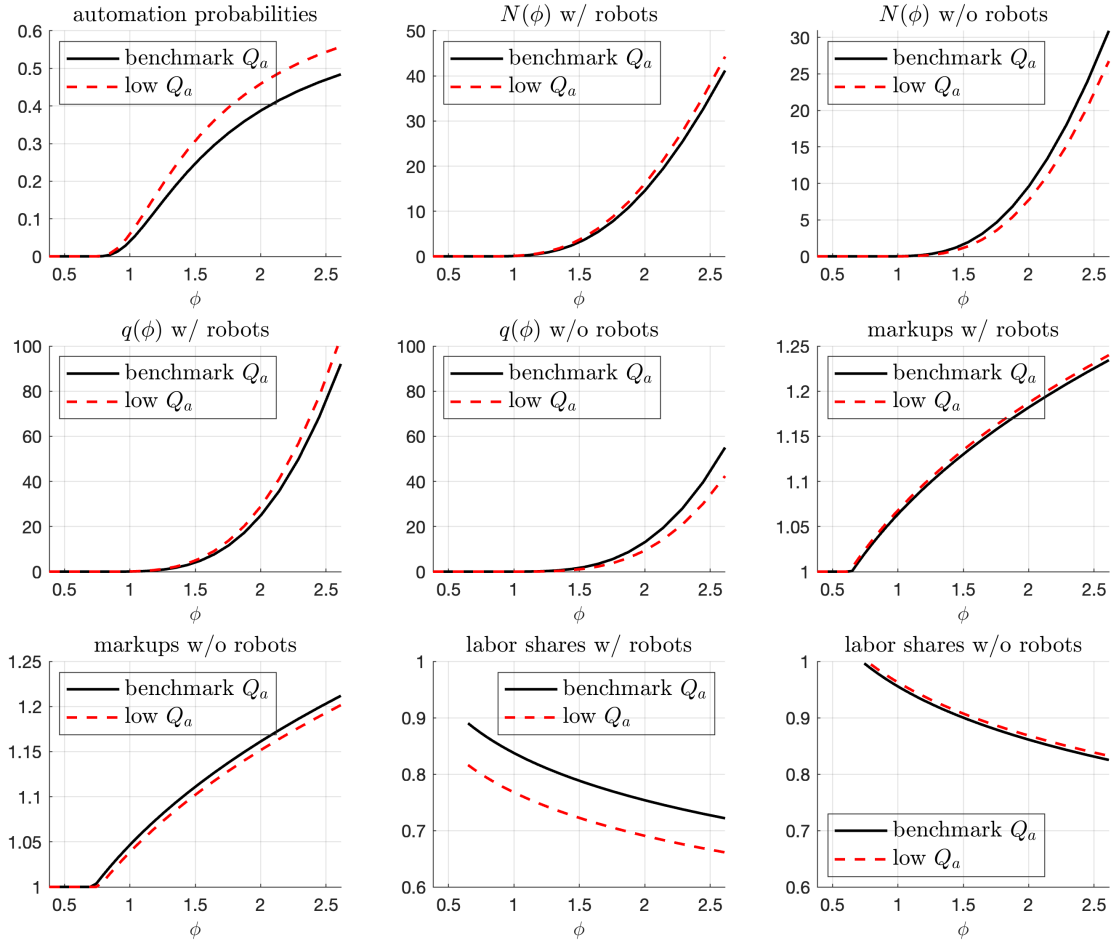 automation probabilities
0.6
0.5
0.4
0.3
0.2
0.1
0
benchmark Q_a
low Q_a
0.5 1 1.5 2 2.5
ϕ
N(ϕ) w/ robots
50
40
30
20
10
0
benchmark Q_a
low Q_a
0.5 1 1.5 2 2.5
ϕ
N(ϕ) w/o robots
30
25
20
15
10
5
0
benchmark Q_a
low Q_a
0.5 1 1.5 2 2.5
ϕ
q(ϕ) w/ robots
100
80
60
40
20
0
benchmark Q_a
low Q_a
0.5 1 1.5 2 2.5
ϕ
q(ϕ) w/o robots
100
80
60
40
20
0
benchmark Q_a
low Q_a
0.5 1 1.5 2 2.5
ϕ
markups w/ robots
1.25
1.2
1.15
1.1
1.05
1
benchmark Q_a
low Q_a
0.5 1 1.5 2 2.5
ϕ
markups w/o robots
1.25
1.2
1.15
1.1
1.05
1
benchmark Q_a
low Q_a
0.5 1 1.5 2 2.5
ϕ
labor shares w/ robots
1
0.9
0.8
0.7
0.6
benchmark Q_a
low Q_a
0.5 1 1.5 2 2.5
ϕ
labor shares w/o robots
1
0.9
0.8
0.7
0.6
benchmark Q_a
low Q_a
0.5 1 1.5 2 2.5
ϕ